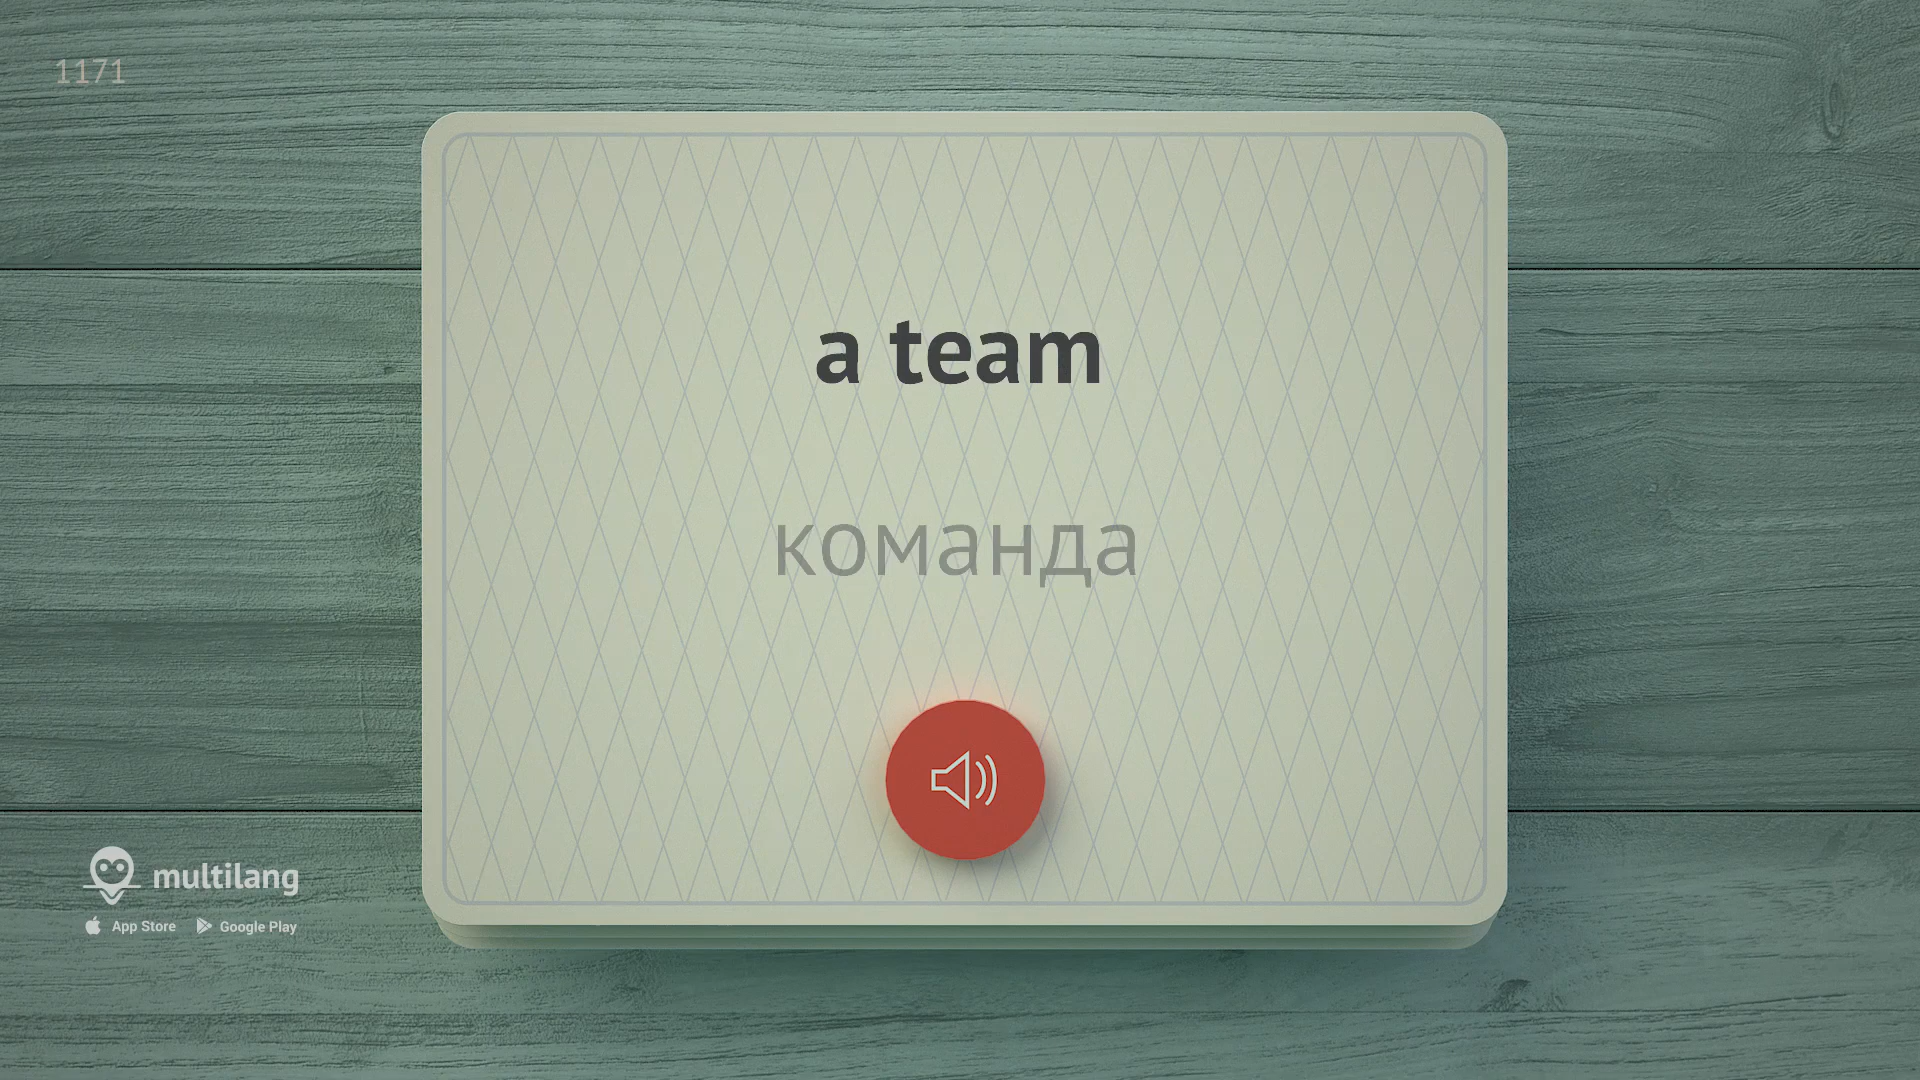 1171
a team
команда
multilang
App Store
Google Play